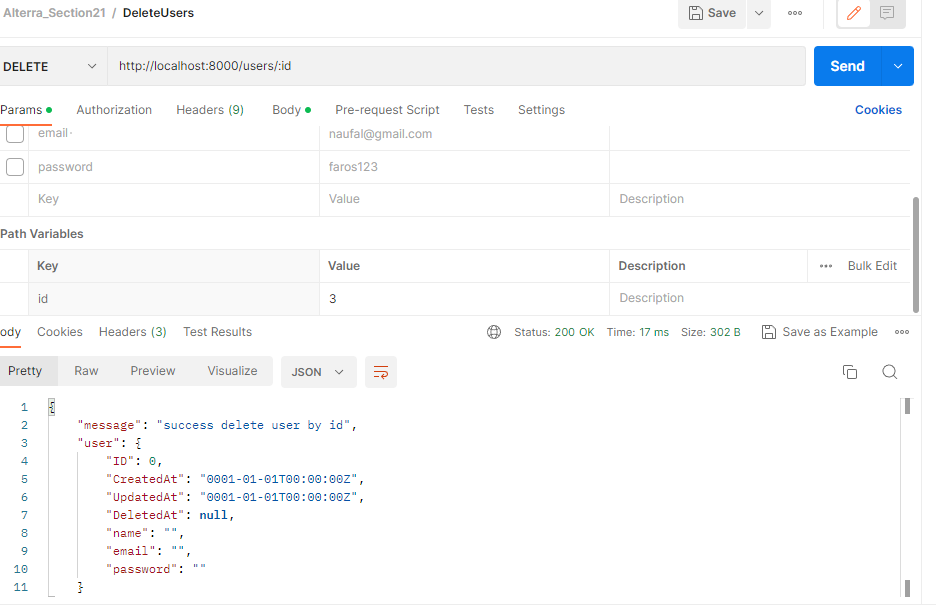 Alterra_Section21 / DeleteUsers
Save
DELETE http://localhost:8000/users/:id Send
Params Authorization Headers (9) Body Pre-request Script Tests Settings Cookies
email naufal@gmail.com
password faros123
Key Value Description
Path Variables
Key Value Description Bulk Edit
id 3 Description
ody Cookies Headers (3) Test Results Status: 200 OK Time: 17 ms Size: 302 B Save as Example
Pretty Raw Preview Visualize JSON
1 {
2 "message": "success delete user by id",
3 "user": {
4 "ID": 0,
5 "CreatedAt": "0001-01-01T00:00:00Z",
6 "UpdatedAt": "0001-01-01T00:00:00Z",
7 "DeletedAt": null,
8 "name": "",
9 "email": "",
10 "password": ""
11 }